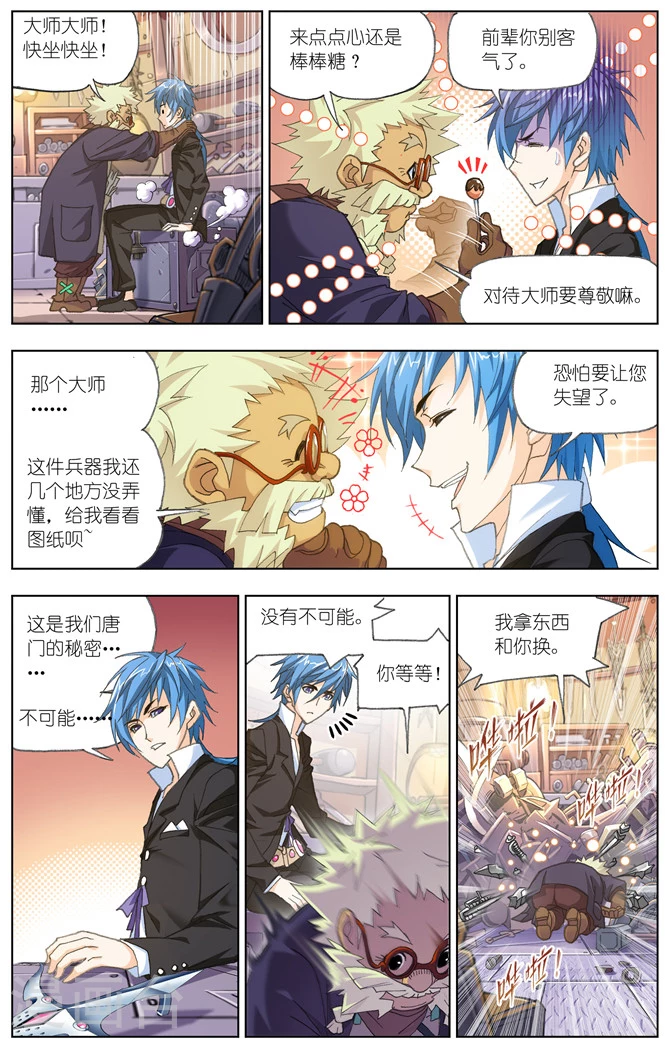 大师大师！
快坐快坐！
来点点心还是
棒棒糖？
前辈你别客
气了。
对待大师要尊敬嘛。
那个大师
……
这件兵器我还
几个地方没弄
懂，给我看看
图纸呗~
恐怕要让您
失望了。
这是我们唐
门的秘密…
…
不可能……
没有不可能。
你等等！
我拿东西
和你换。
哗啦！
哗啦！
哗啦！
漫画台